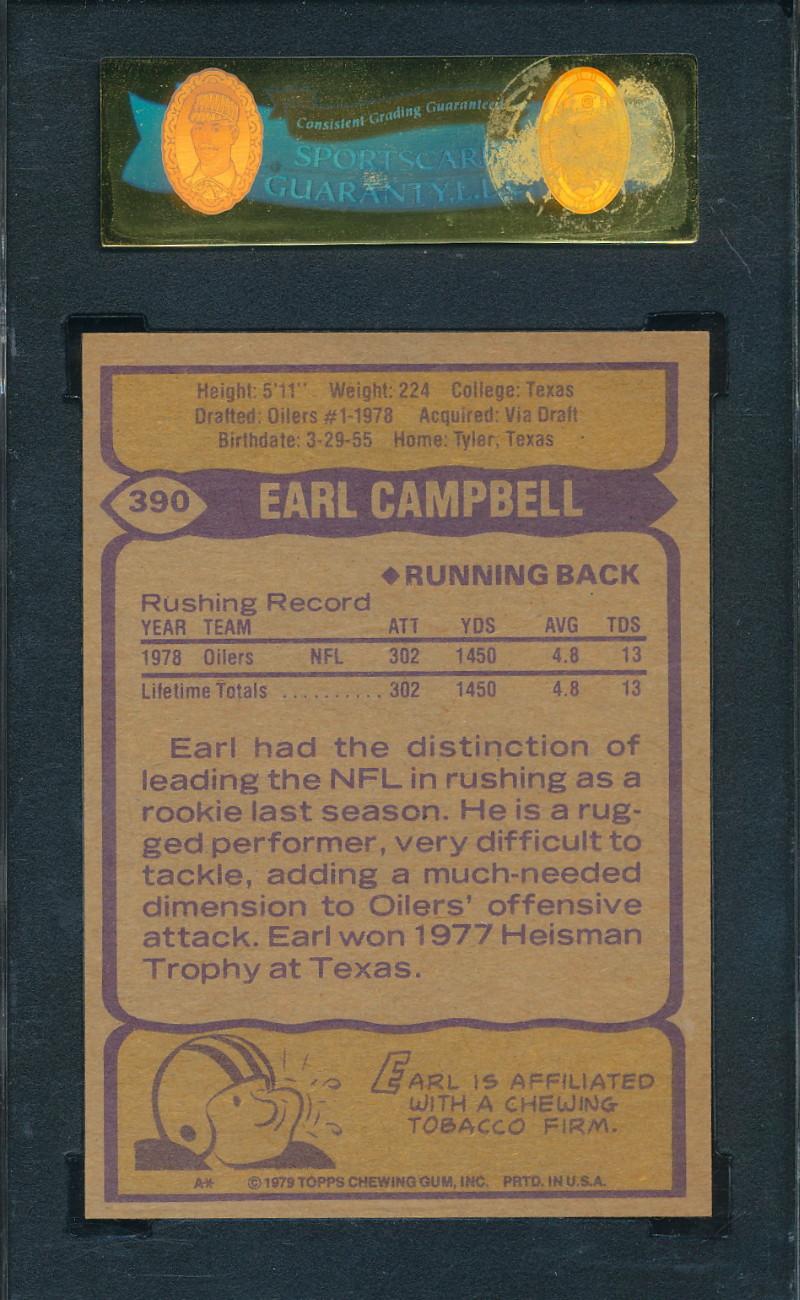 Consistent Grading Guaranteed
SPORTSCARD
GUARANTY, L.L.C.
Height: 5'11" Weight: 224 College: Texas
Drafted: Oilers #1-1978 Acquired: Via Draft
Birthdate: 3-29-55 Home: Tyler, Texas
390 EARL CAMPBELL
◆RUNNING BACK
Rushing Record
YEAR TEAM ATT YDS AVG TDS
1978 Oilers NFL 302 1450 4.8 13
Lifetime Totals .......... 302 1450 4.8 13
Earl had the distinction of
leading the NFL in rushing as a
rookie last season. He is a rug-
ged performer, very difficult to
tackle, adding a much-needed
dimension to Oilers' offensive
attack. Earl won 1977 Heisman
Trophy at Texas.
EARL IS AFFILIATED
WITH A CHEWING
TOBACCO FIRM.
A* ©1979 TOPPS CHEWING GUM, INC. PRTD. IN U.S.A.